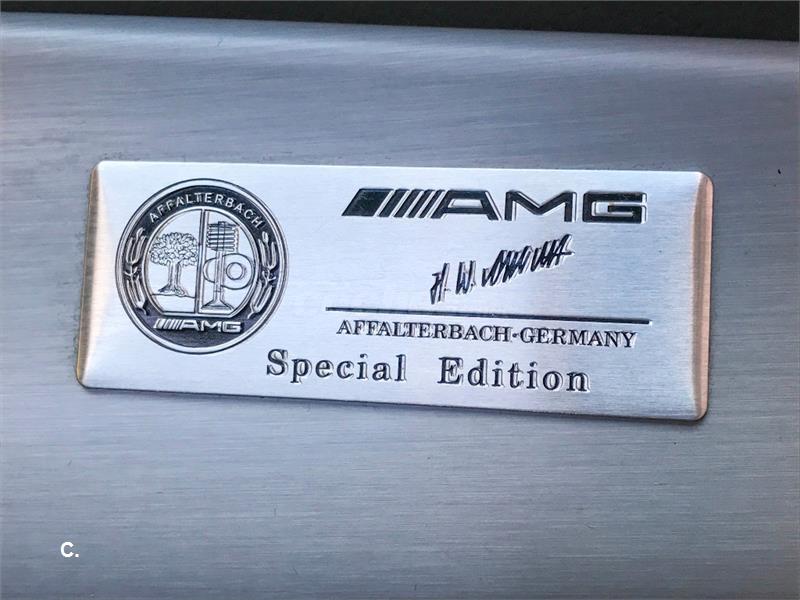 AFFALTERBACH
AMG
AMG
AFFALTERBACH·GERMANY
Special Edition
C.